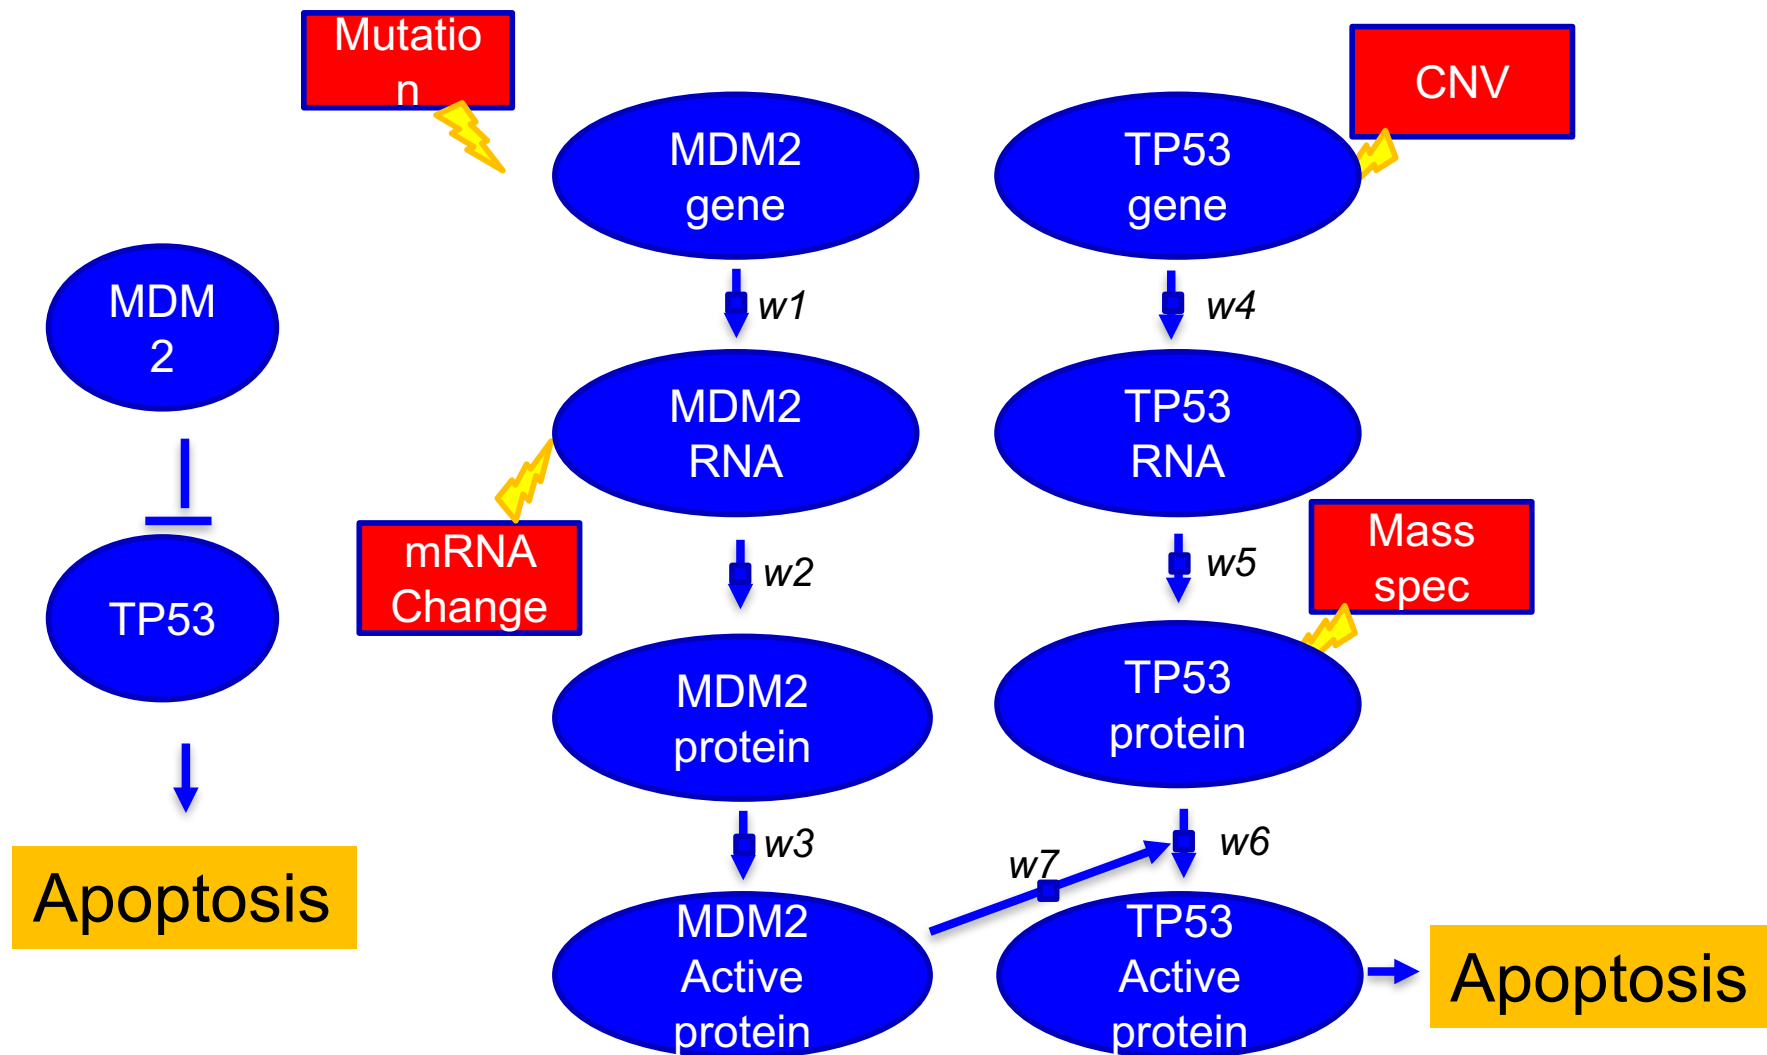 Mutatio
n
CNV
MDM2
gene
TP53
gene
MDM
2
w1
w4
MDM2
RNA
TP53
RNA
mRNA
Change
w2
w5
Mass
spec
TP53
MDM2
protein
TP53
protein
w3
w7
w6
Apoptosis
MDM2
Active
protein
TP53
Active
protein
Apoptosis